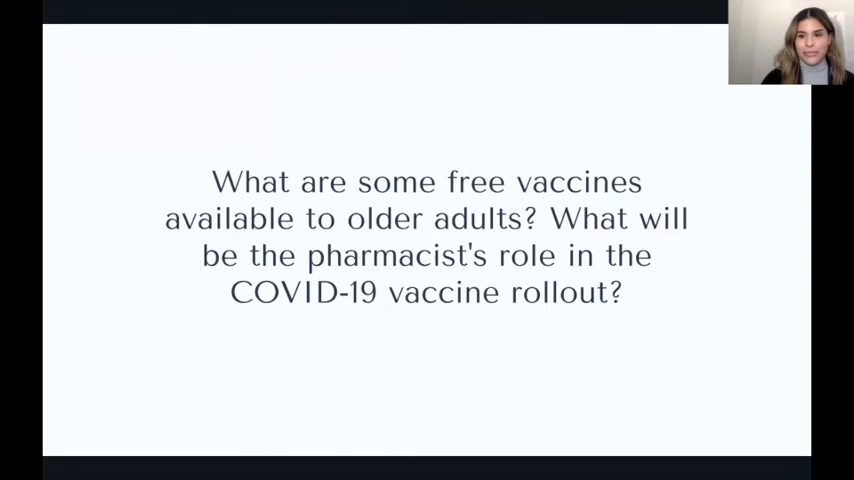 What are some free vaccines
available to older adults? What will
be the pharmacist's role in the
COVID-19 vaccine rollout?